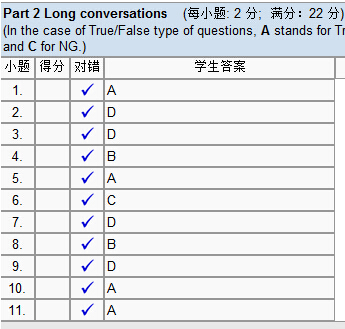 Part 2 Long conversations (每小题: 2 分; 满分: 22 分)
(In the case of True/False type of questions, A stands for
and C for NG.)
小题 得分 对错 学生答案
1. ✓ A
2. ✓ D
3. ✓ D
4. ✓ B
5. ✓ A
6. ✓ C
7. ✓ D
8. ✓ B
9. ✓ D
10. ✓ A
11. ✓ A